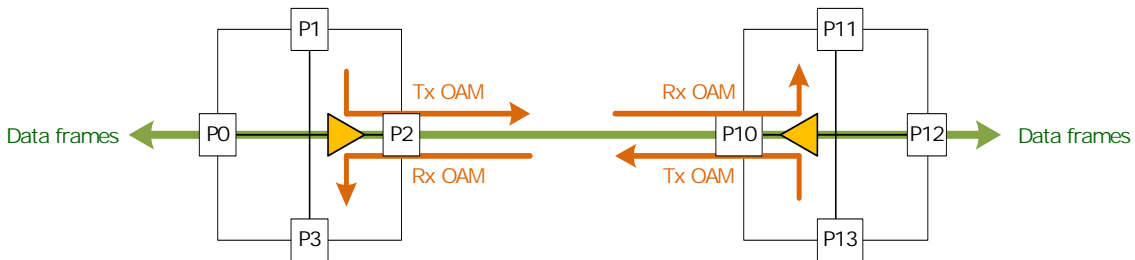 P1
P11
Tx OAM
Rx OAM
Data frames
P0
P2
P10
P12
Data frames
Rx OAM
Tx OAM
P3
P13